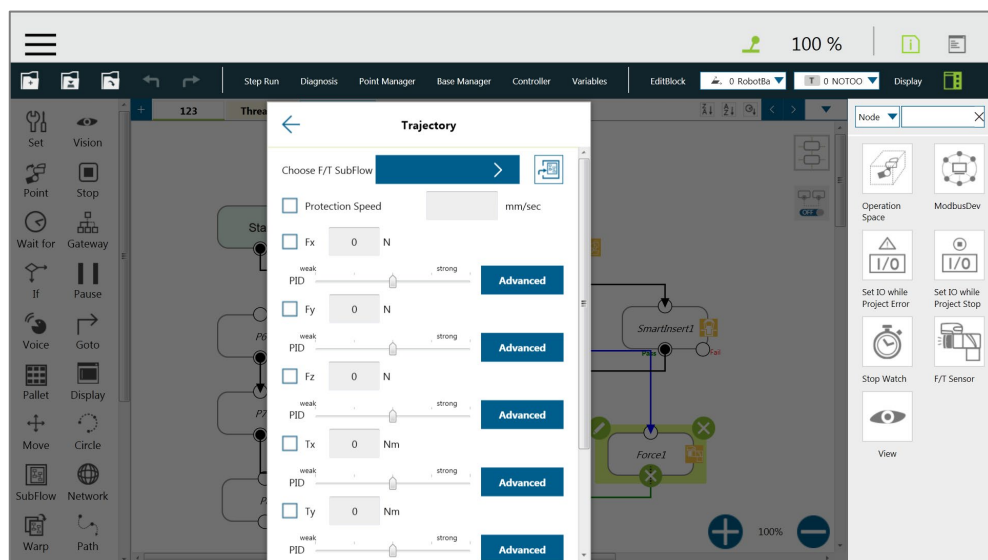 100 %
Step Run Diagnosis Point Manager Base Manager Controller Variables EditBlock 0 RobotBa T 0 NOTOO Display
+ 123 Threa
Node
Set Vision
Point Stop
Wait for Gateway
If Pause
Voice Goto
Pallet Display
Move Circle
SubFlow Network
Warp Path
Sta
P6
P7
P
Trajectory
Choose F/T SubFlow
Protection Speed mm/sec
Fx 0 N
weak strong
PID Advanced
Fy 0 N
weak strong
PID Advanced
Fz 0 N
weak strong
PID Advanced
Tx 0 Nm
weak strong
PID Advanced
Ty 0 Nm
weak strong
PID Advanced
OFF
SmartInsert1
Pass Fail
Force1
100%
Operation
Space
ModbusDev
I/O
Set IO while
Project Error
I/O
Set IO while
Project Stop
Stop Watch
F/T Sensor
View